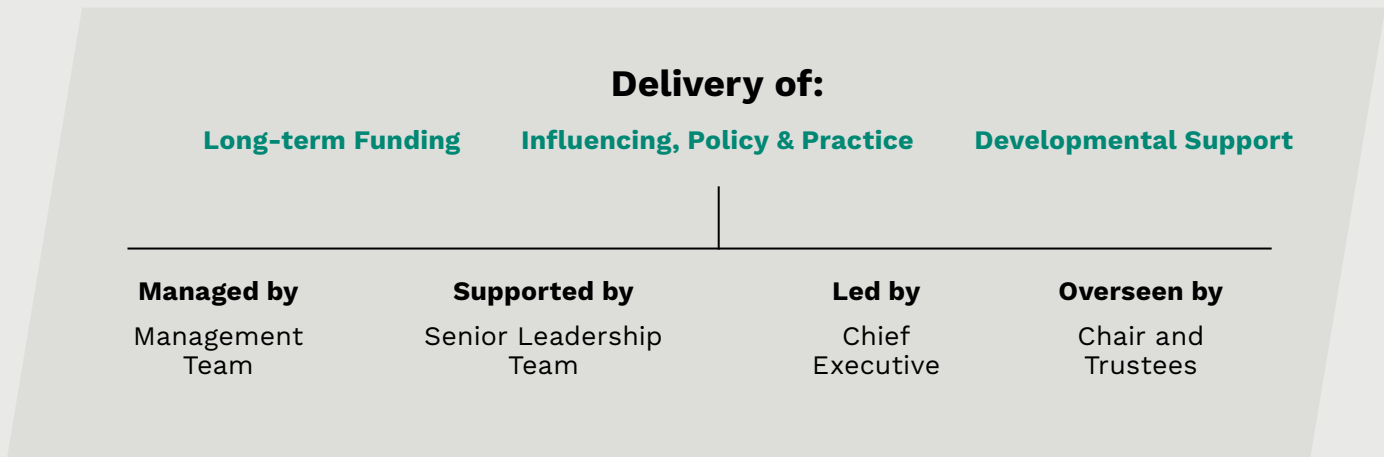 Delivery of:
Long-term Funding
Influencing, Policy & Practice
Developmental Support
Managed by
Management
Team
Supported by
Senior Leadership
Team
Led by
Chief
Executive
Overseen by
Chair and
Trustees